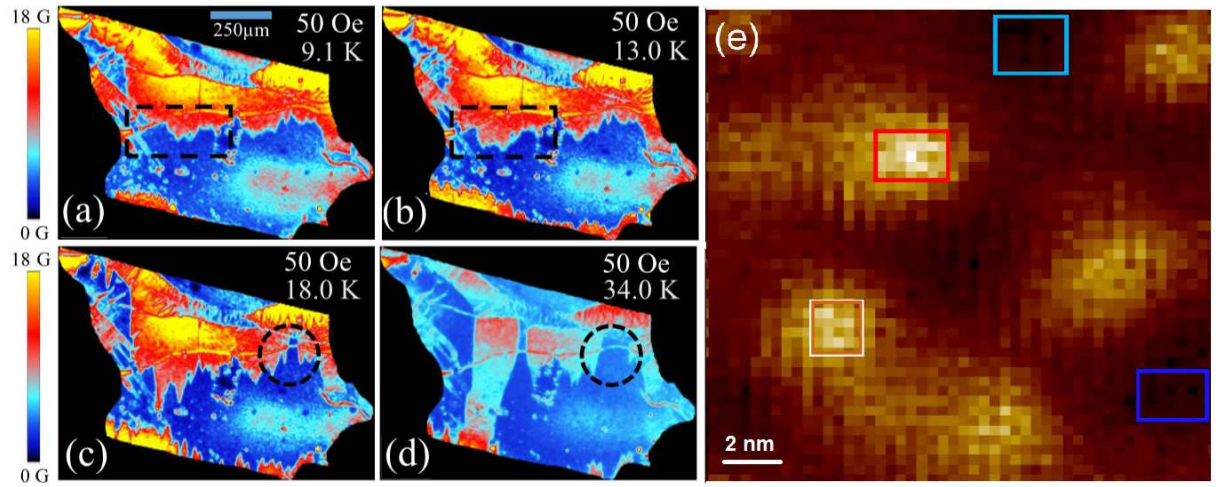 18 G
0 G
250µm
50 Oe
9.1 K
(a)
50 Oe
13.0 K
(b)
18 G
0 G
50 Oe
18.0 K
(c)
50 Oe
34.0 K
(d)
(e)
2 nm